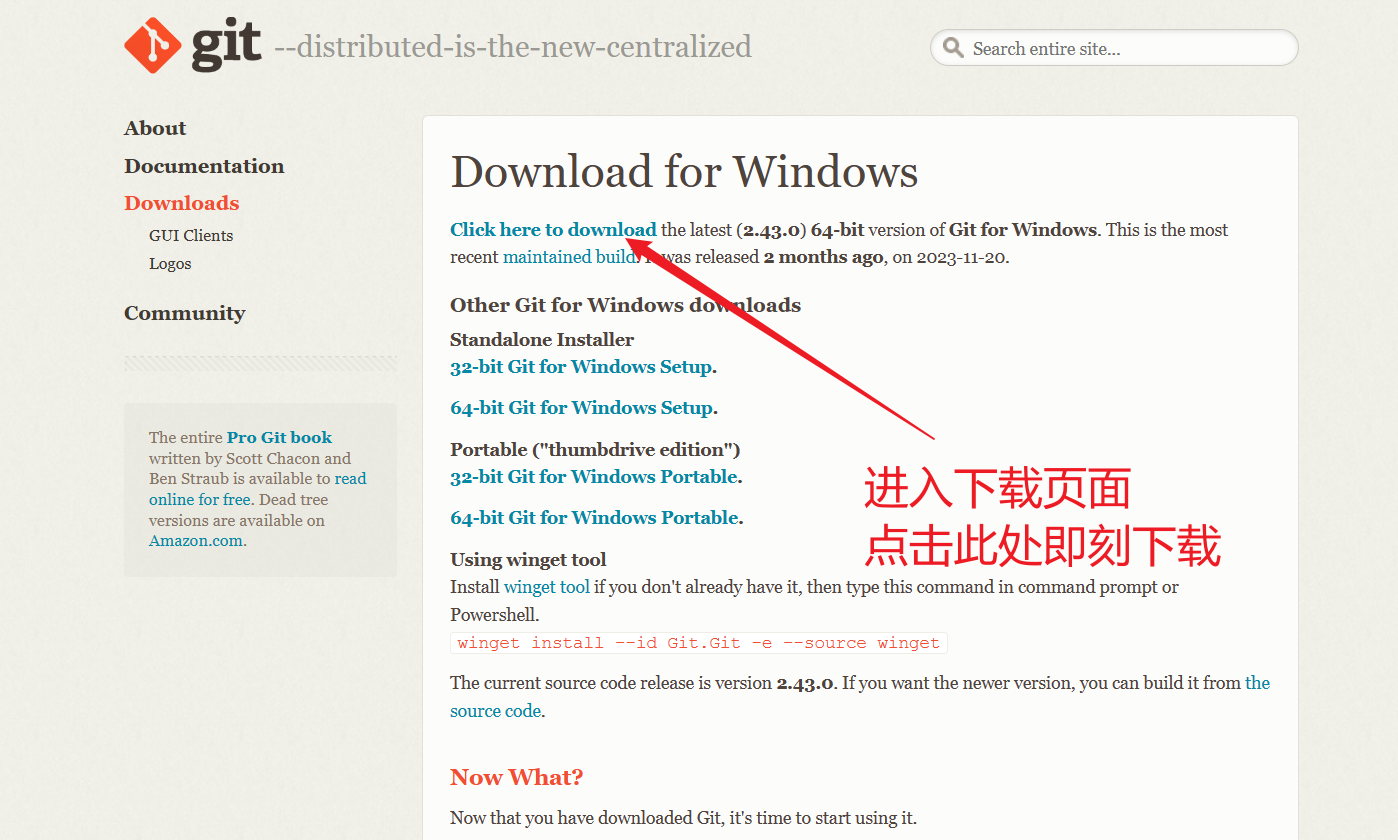 git --distributed-is-the-new-centralized
Search entire site...
About
Documentation
Downloads
GUI Clients
Logos
Community
The entire Pro Git book
written by Scott Chacon and
Ben Straub is available to read
online for free. Dead tree
versions are available on
Amazon.com.
Download for Windows
Click here to download the latest (2.43.0) 64-bit version of Git for Windows. This is the most
recent maintained build. It was released 2 months ago, on 2023-11-20.
Other Git for Windows downloads
Standalone Installer
32-bit Git for Windows Setup.
64-bit Git for Windows Setup.
Portable ("thumbdrive edition")
32-bit Git for Windows Portable.
64-bit Git for Windows Portable.
进入下载页面
点击此处即刻下载
Using winget tool
Install winget tool if you don't already have it, then type this command in command prompt or
Powershell.
winget install --id Git.Git -e --source winget
The current source code release is version 2.43.0. If you want the newer version, you can build it from the
source code.
Now What?
Now that you have downloaded Git, it's time to start using it.